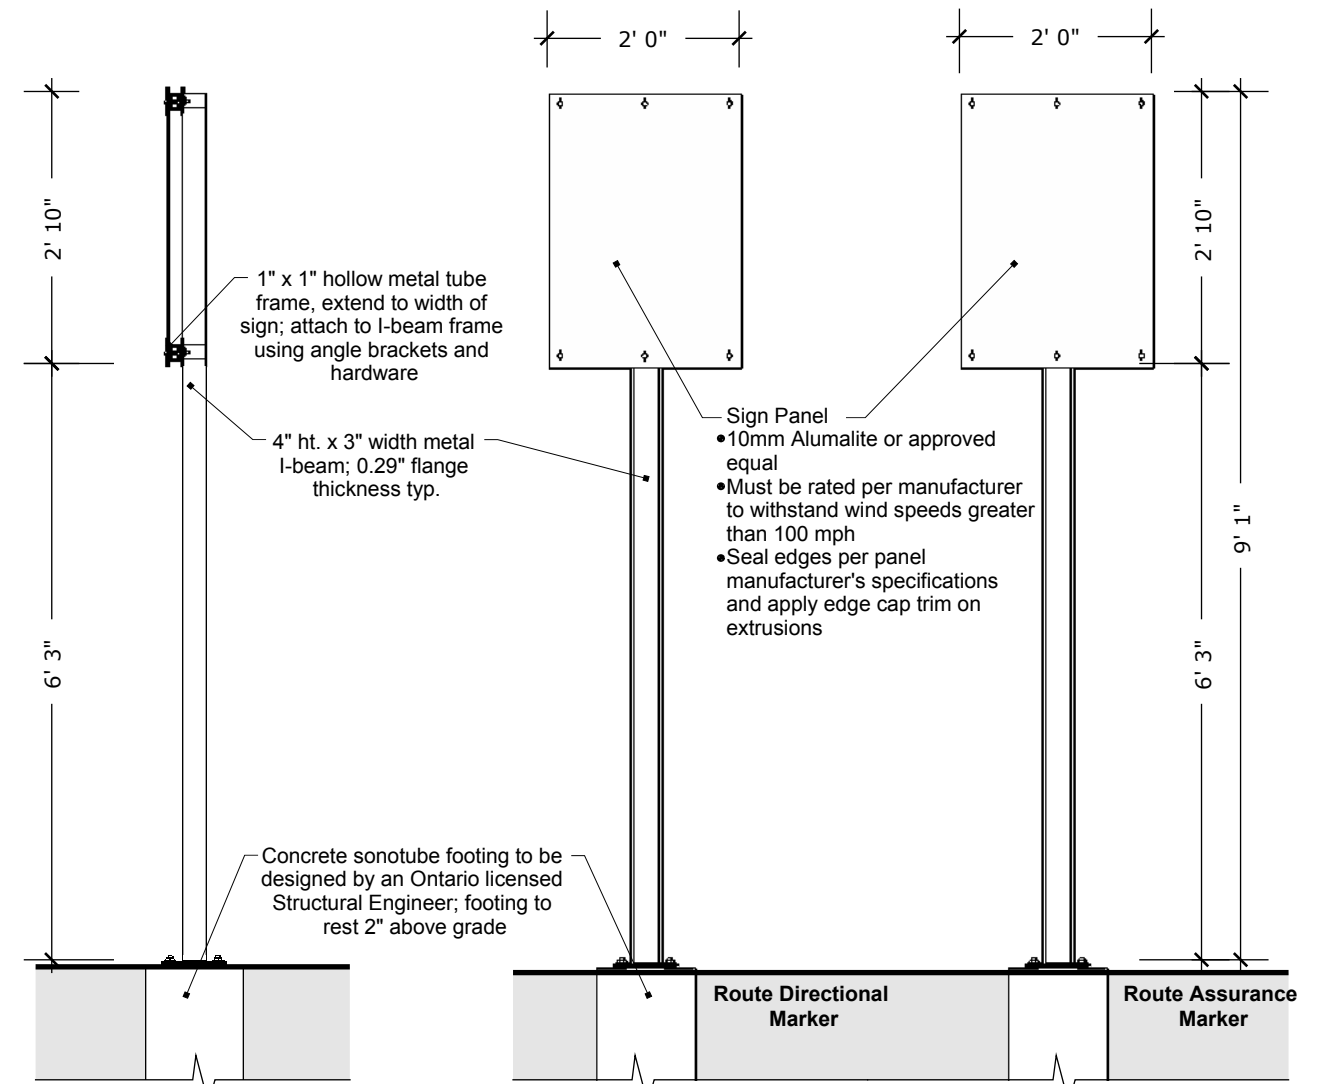 2' 0"
2' 0"
2' 10"
1" x 1" hollow metal tube
frame, extend to width of
sign; attach to I-beam frame
using angle brackets and
hardware
2' 10"
4" ht. x 3" width metal
I-beam; 0.29" flange
thickness typ.
Sign Panel
•10mm Alumalite or approved
equal
•Must be rated per manufacturer
to withstand wind speeds greater
than 100 mph
•Seal edges per panel
manufacturer's specifications
and apply edge cap trim on
extrusions
9' 1"
6' 3"
6' 3"
Concrete sonotube footing to be
designed by an Ontario licensed
Structural Engineer; footing to
rest 2" above grade
Route Directional
Marker
Route Assurance
Marker